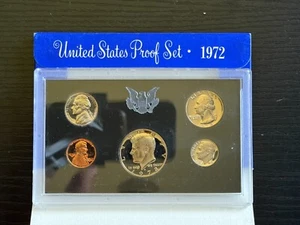 United States Proof Set · 1972